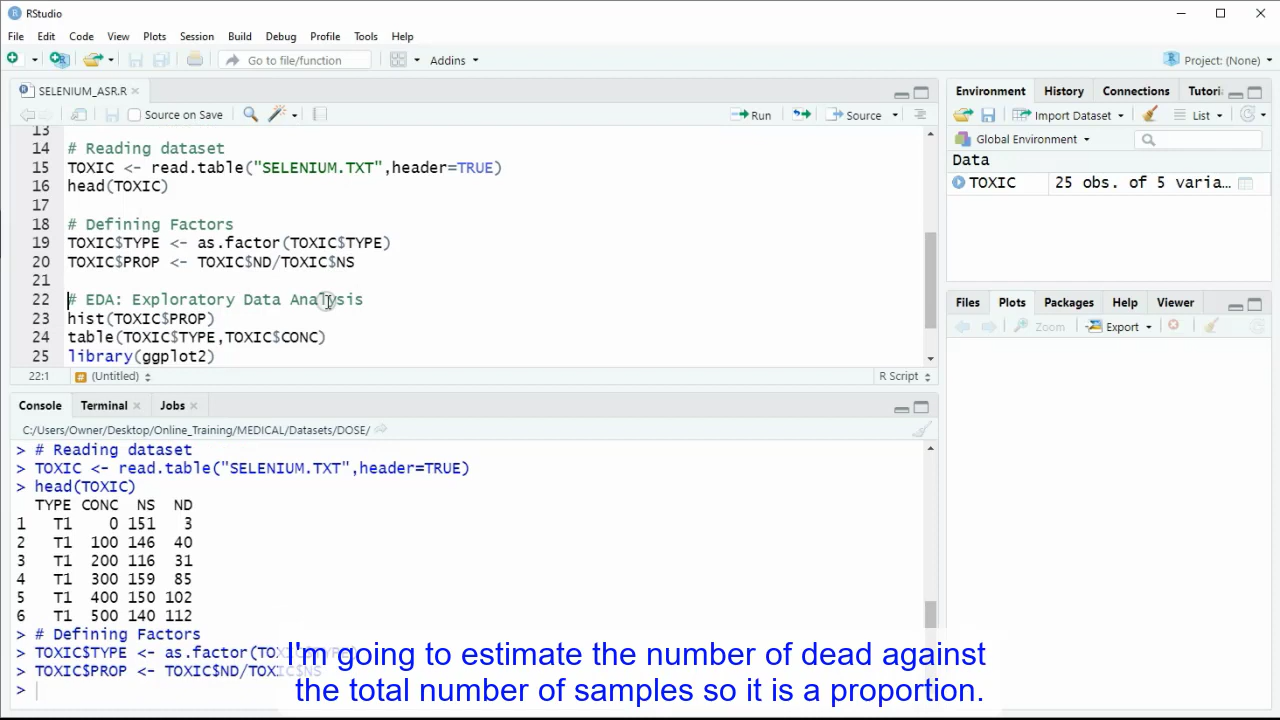 RStudio
File Edit Code View Plots Session Build Debug Profile Tools Help
Go to file/function Addins Project: (None)
SELENIUM_ASR.R
Source on Save Run Source
13
14 # Reading dataset
15 TOXIC <- read.table("SELENIUM.TXT",header=TRUE)
16 head(TOXIC)
17
18 # Defining Factors
19 TOXIC$TYPE <- as.factor(TOXIC$TYPE)
20 TOXIC$PROP <- TOXIC$ND/TOXIC$NS
21
22 # EDA: Exploratory Data Analysis
23 hist(TOXIC$PROP)
24 table(TOXIC$TYPE,TOXIC$CONC)
25 library(ggplot2)
22:1 # (Untitled) R Script
Console Terminal Jobs
C:/Users/Owner/Desktop/Online_Training/MEDICAL/Datasets/DOSE/
> # Reading dataset
> TOXIC <- read.table("SELENIUM.TXT",header=TRUE)
> head(TOXIC)
TYPE CONC NS ND
1 T1 0 151 3
2 T1 100 146 40
3 T1 200 116 31
4 T1 300 159 85
5 T1 400 150 102
6 T1 500 140 112
> # Defining Factors
> TOXIC$TYPE <- as.factor(TO
> TOXIC$PROP <- TOXIC$ND/TOXIC$NS
>
Environment History Connections Tutori
Import Dataset List
Global Environment
Data
TOXIC 25 obs. of 5 varia…
Files Plots Packages Help Viewer
Zoom Export
I'm going to estimate the number of dead against
the total number of samples so it is a proportion.